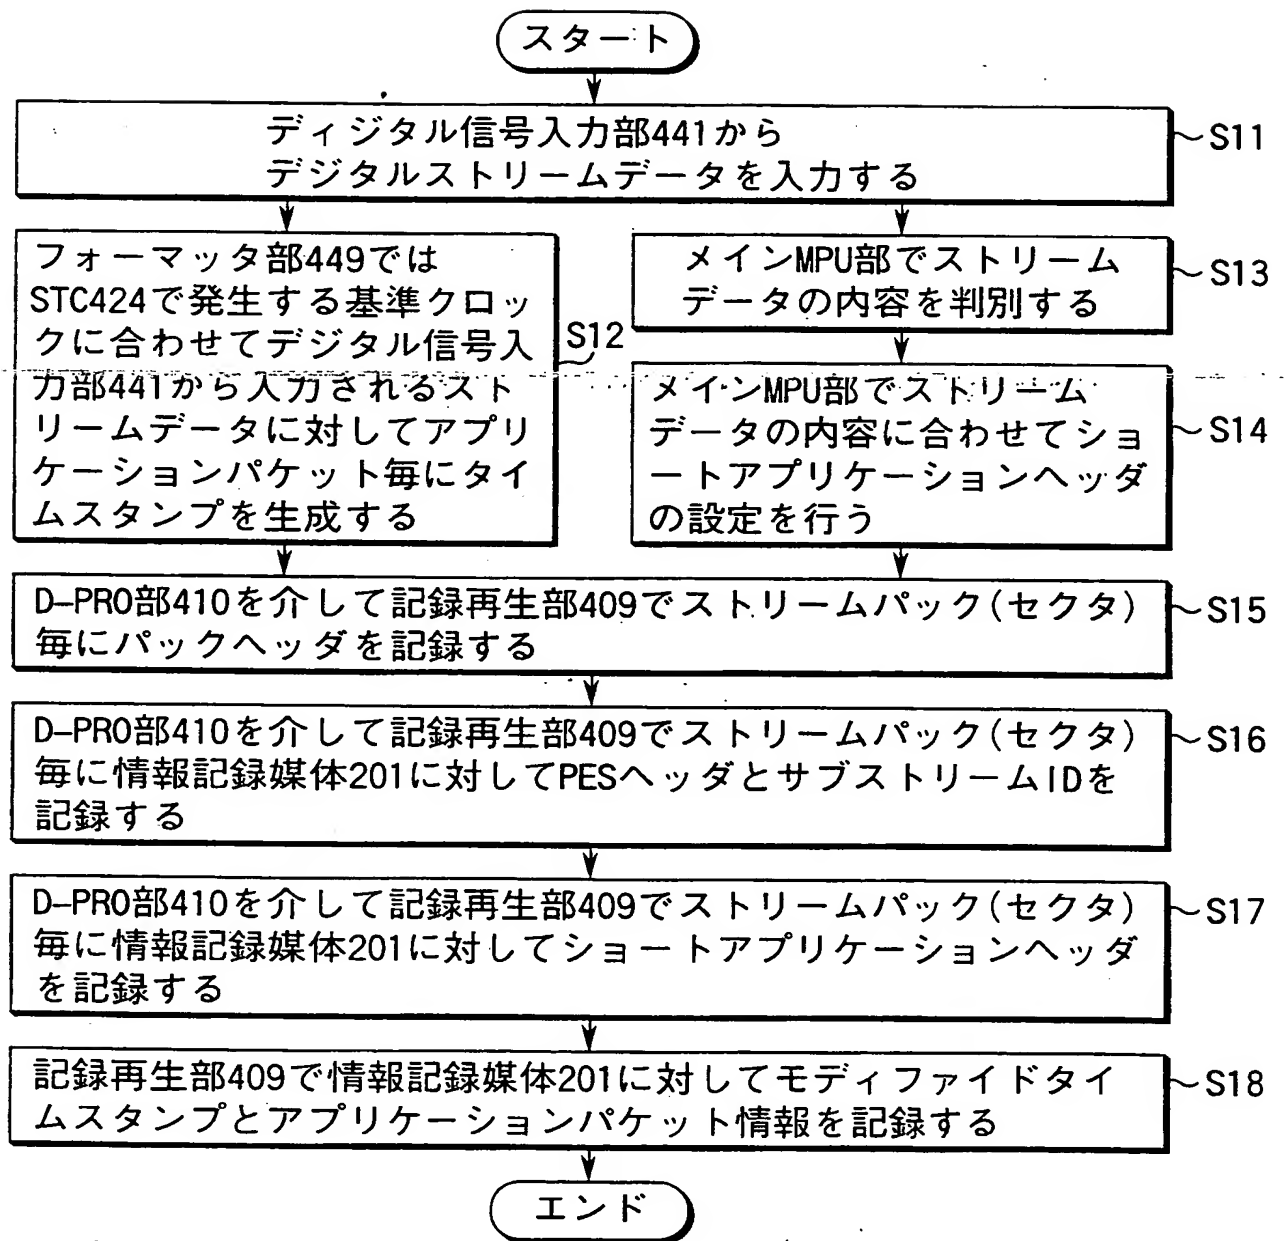 スタート
ディジタル信号入力部441から
デジタルストリームデータを入力する
~S11
フォーマッタ部449では
STC424で発生する基準クロッ
クに合わせてデジタル信号入
力部441から入力されるスト
リームデータに対してアプリ
ケーションパケット毎にタイ
ムスタンプを生成する
S12
メインMPU部でストリーム
データの内容を判別する
~S13
メインMPU部でストリーム
データの内容に合わせてショ
ートアプリケーションヘッダ
の設定を行う
~S14
D–PRO部410を介して記録再生部409でストリームパック(セクタ)
毎にパックヘッダを記録する
~S15
D–PRO部410を介して記録再生部409でストリームパック(セクタ)
毎に情報記録媒体201に対してPESヘッダとサブストリームIDを
記録する
~S16
D–PRO部410を介して記録再生部409でストリームパック(セクタ)
毎に情報記録媒体201に対してショートアプリケーションヘッダ
を記録する
~S17
記録再生部409で情報記録媒体201に対してモディファイドタイ
ムスタンプとアプリケーションパケット情報を記録する
~S18
エンド